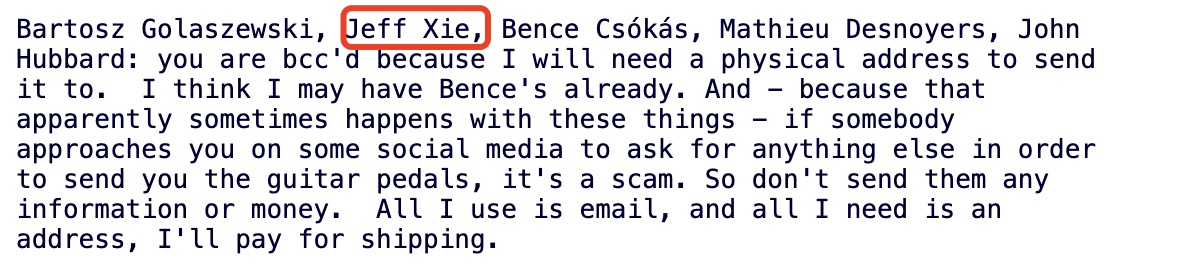 Bartosz Golaszewski, Jeff Xie, Bence Csókás, Mathieu Desnoyers, John
Hubbard: you are bcc'd because I will need a physical address to send
it to.  I think I may have Bence's already. And – because that
apparently sometimes happens with these things – if somebody
approaches you on some social media to ask for anything else in order
to send you the guitar pedals, it's a scam. So don't send them any
information or money.  All I use is email, and all I need is an
address, I'll pay for shipping.